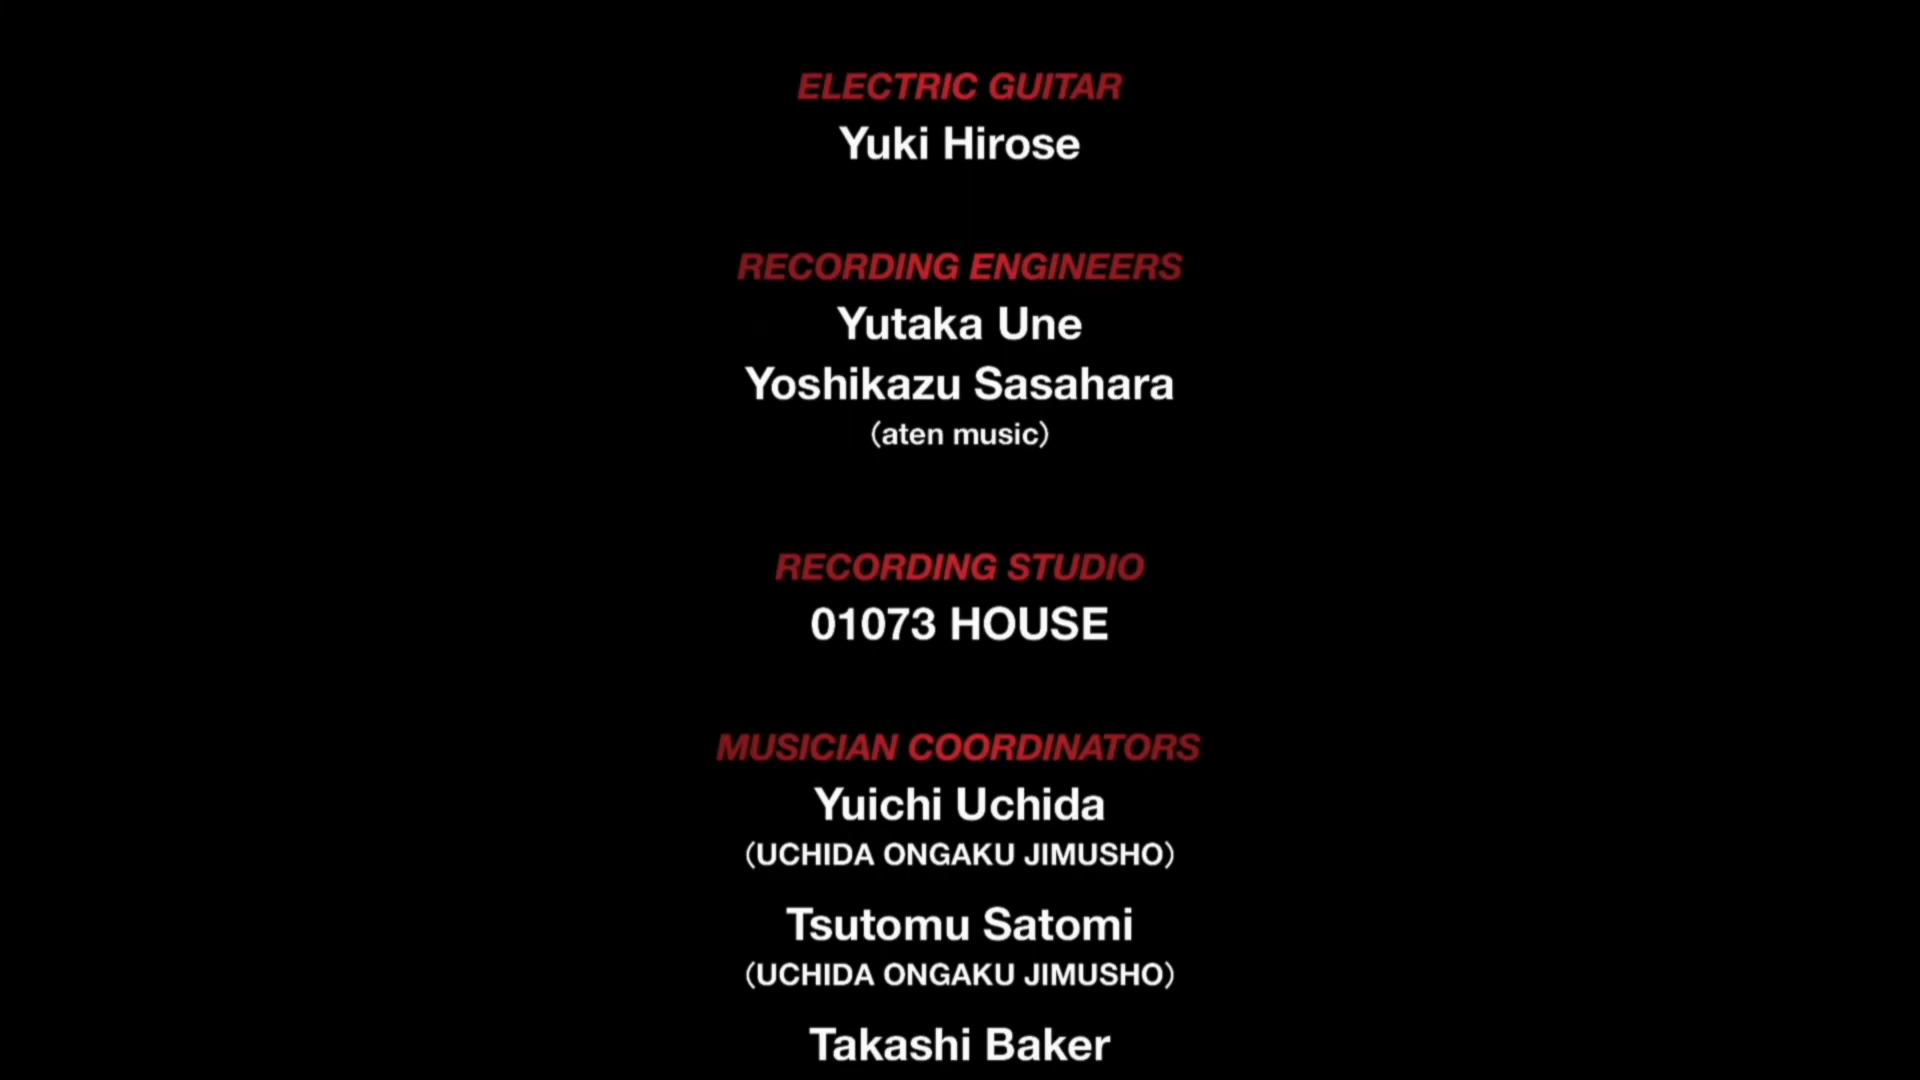 ELECTRIC GUITAR
Yuki Hirose
RECORDING ENGINEERS
Yutaka Une
Yoshikazu Sasahara
（aten music）
RECORDING STUDIO
01073 HOUSE
MUSICIAN COORDINATORS
Yuichi Uchida
（UCHIDA ONGAKU JIMUSHO）
Tsutomu Satomi
（UCHIDA ONGAKU JIMUSHO）
Takashi Baker